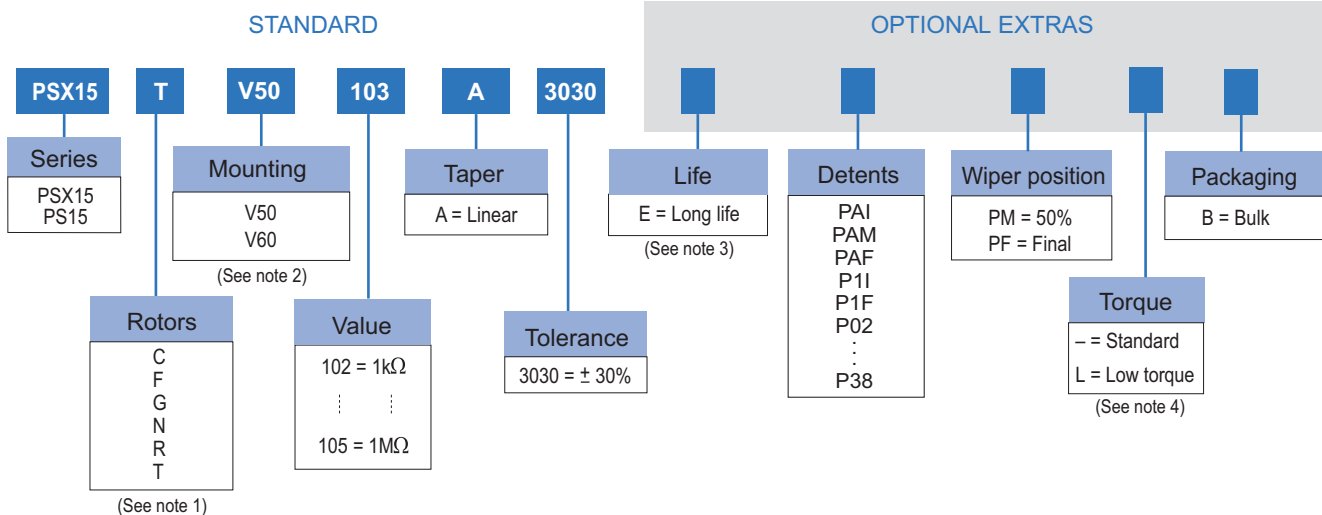 STANDARD
OPTIONAL EXTRAS
PSX15 T V50 103 A 3030
Series
PSX15
PS15
Mounting
V50
V60
(See note 2)
Taper
A = Linear
Life
E = Long life
(See note 3)
Detents
PAI
PAM
PAF
P1I
P1F
P02
:
:
P38
Wiper position
PM = 50%
PF = Final
Packaging
B = Bulk
Rotors
C
F
G
N
R
T
(See note 1)
Value
102 = 1kΩ
105 = 1MΩ
Tolerance
3030 = ± 30%
Torque
– = Standard
L = Low torque
(See note 4)